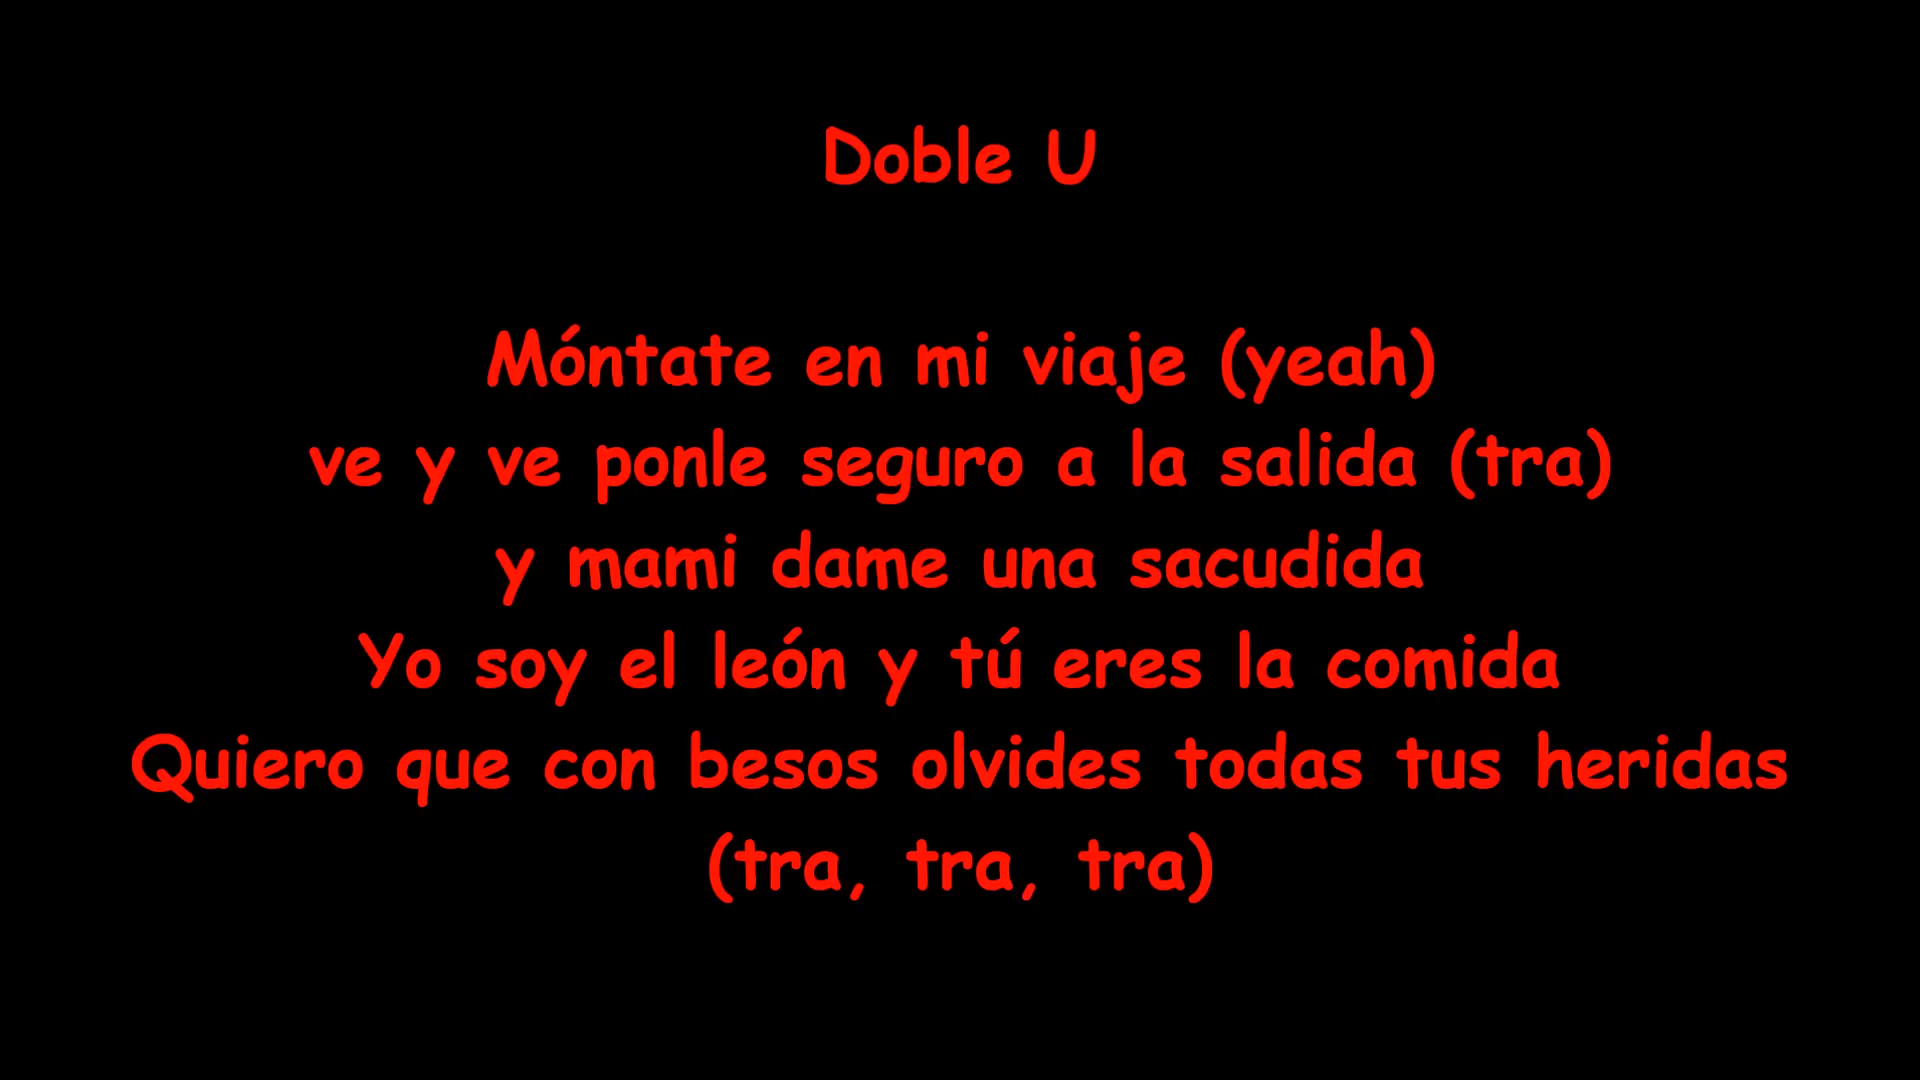 Doble U
Móntate en mi viaje (yeah)
ve y ve ponle seguro a la salida (tra)
y mami dame una sacudida
Yo soy el león y tú eres la comida
Quiero que con besos olvides todas tus heridas
(tra, tra, tra)